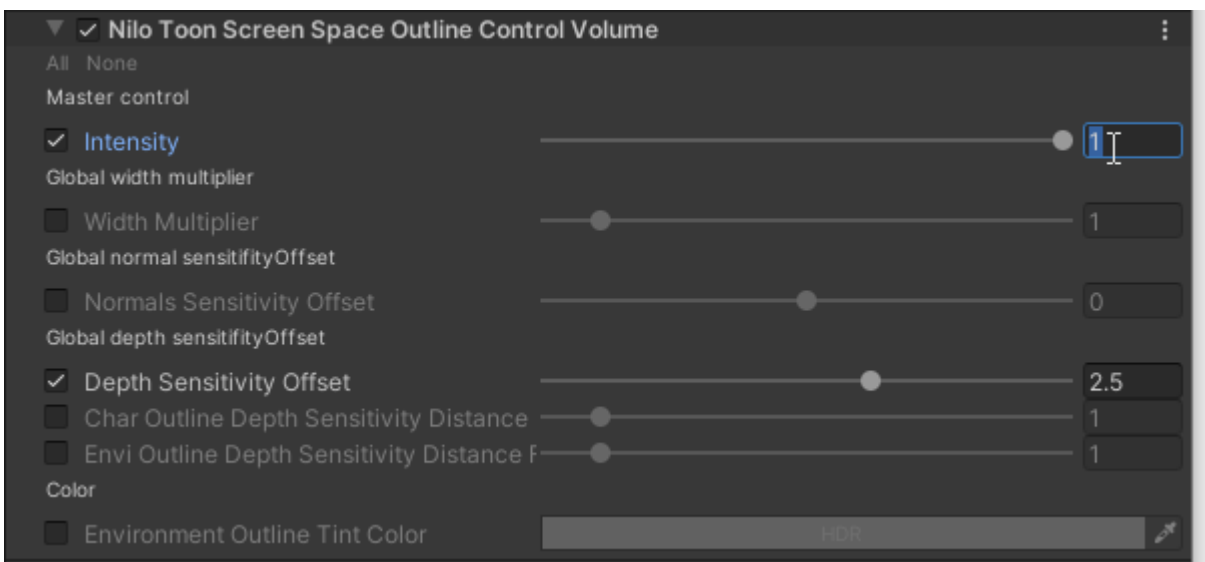 Nilo Toon Screen Space Outline Control Volume
All None
Master control
Intensity 1
Global width multiplier
Width Multiplier 1
Global normal sensitifityOffset
Normals Sensitivity Offset 0
Global depth sensitifityOffset
Depth Sensitivity Offset 2.5
Char Outline Depth Sensitivity Distance 1
Envi Outline Depth Sensitivity Distance F 1
Color
Environment Outline Tint Color HDR